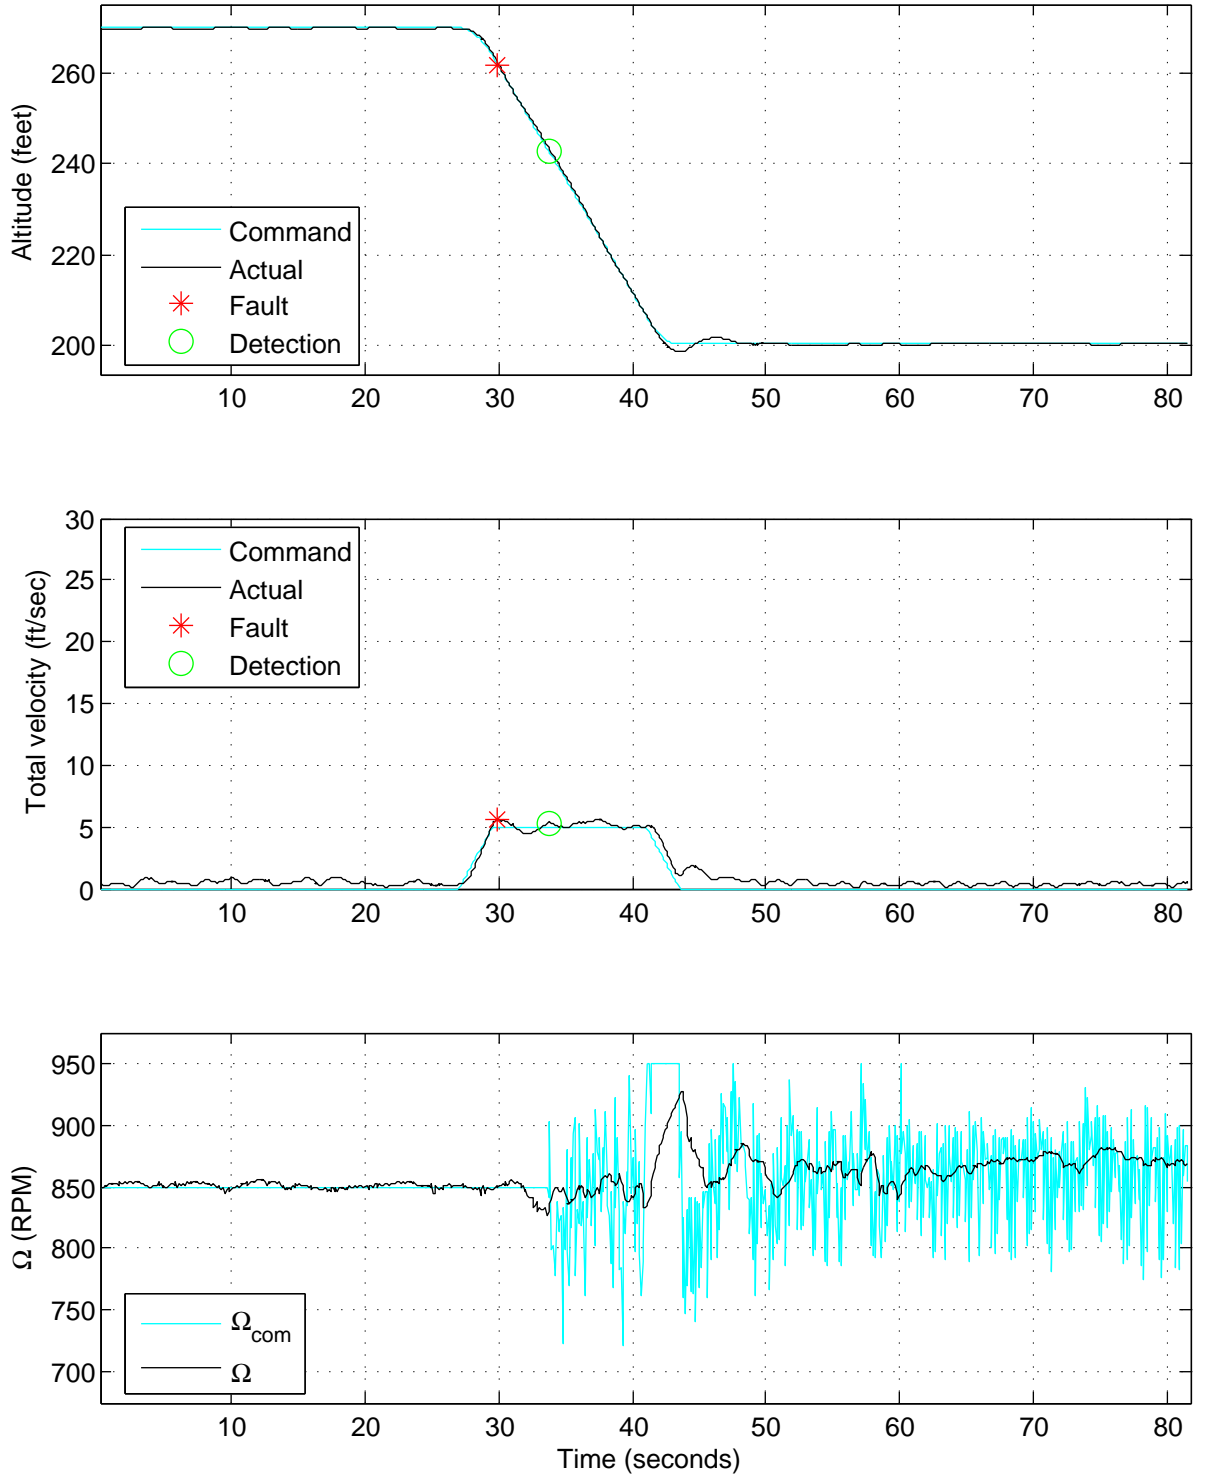 260
240
220
200
Altitude (feet)
Command
Actual
Fault
Detection
10 20 30 40 50 60 70 80
30
25
20
15
10
5
0
Total velocity (ft/sec)
Command
Actual
Fault
Detection
10 20 30 40 50 60 70 80
950
900
850
800
750
700
Ω (RPM)
Ωcom
Ω
10 20 30 40 50 60 70 80
Time (seconds)